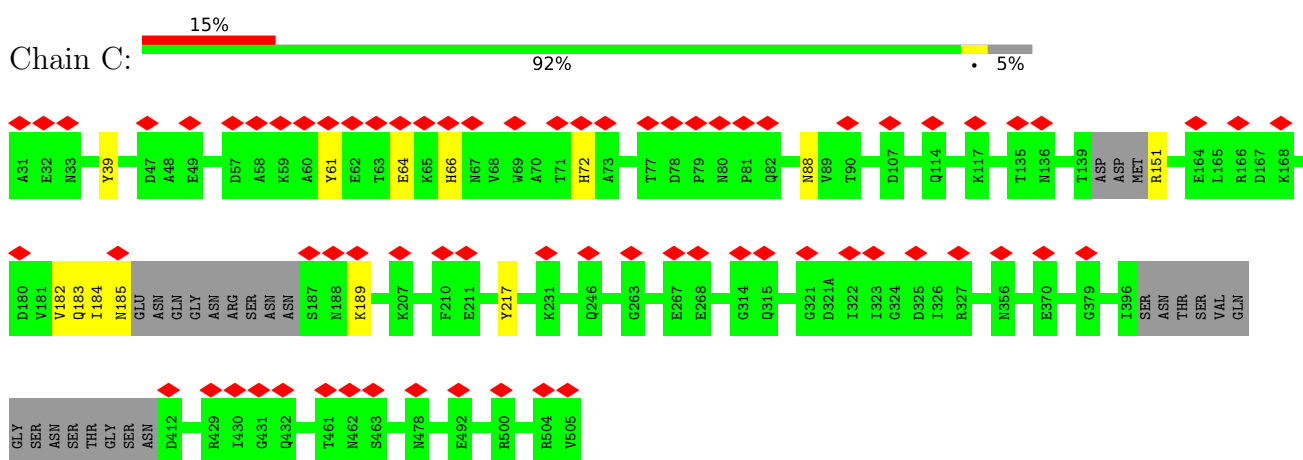 15%
Chain C:
92% • 5%
A31 E32 N33 Y39 D47 A48 E49 D57 A58 K59 A60 Y61 E62 T63 E64 K65 H66 N67 V68 W69 A70 T71 H72 A73 T77 D78 P79 N80 P81 Q82 N88 V89 T90 D107 Q114 K117 T135 N136 T139 ASP ASP MET R151 E164 L165 R166 D167 K168
D180 V181 V182 Q183 I184 N185 GLU ASN GLN GLY ASN ARG SER ASN ASN S187 N188 K189 K207 F210 E211 Y217 K231 Q246 G263 E267 E268 G314 Q315 G321 D321A I322 I323 G324 D325 I326 R327 N356 E370 G379 I396 SER ASN THR SER VAL GLN
GLY SER ASN SER THR GLY SER ASN D412 R429 I430 G431 Q432 T461 N462 S463 N478 E492 R500 R504 V505